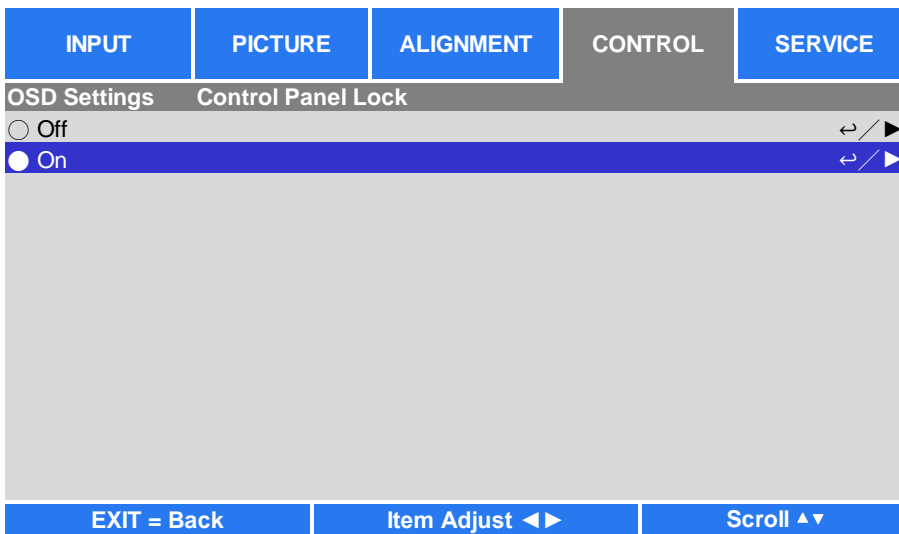 INPUT PICTURE ALIGNMENT CONTROL SERVICE
OSD Settings Control Panel Lock
○ Off ↩／▶
● On ↩／▶
EXIT = Back Item Adjust ◀▶ Scroll ▲▼